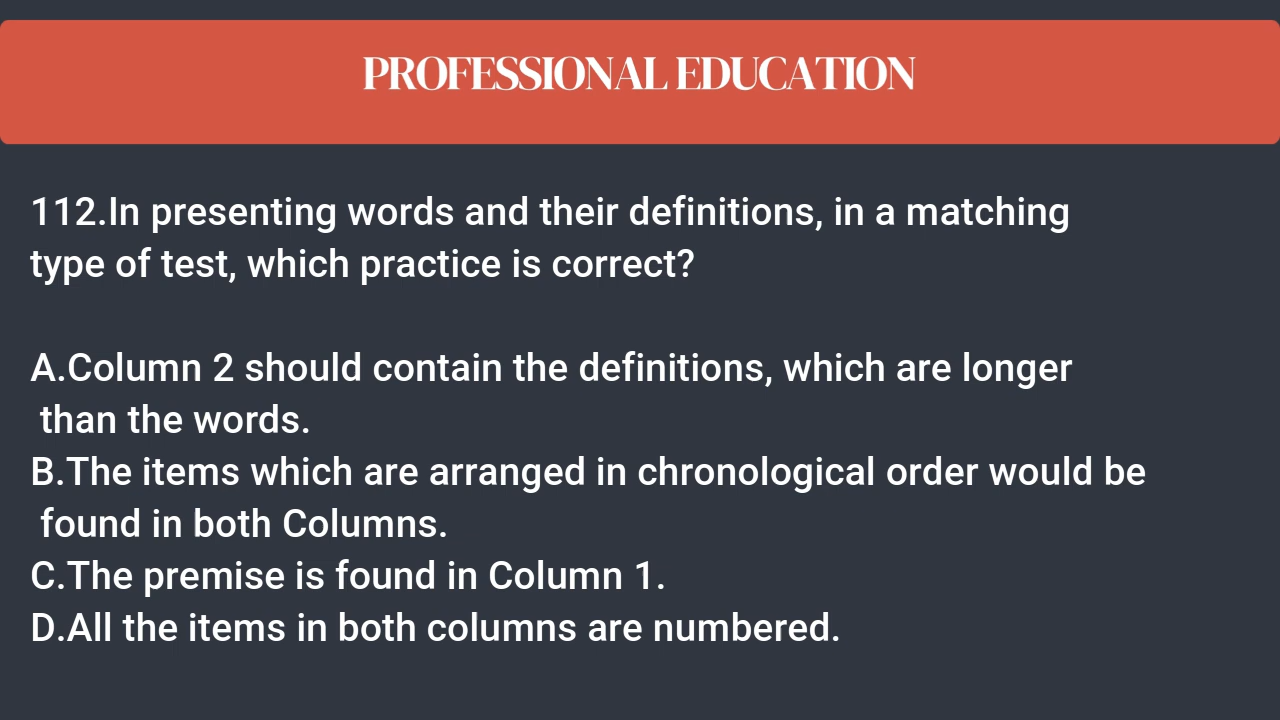 PROFESSIONAL EDUCATION
112.In presenting words and their definitions, in a matching
type of test, which practice is correct?
A.Column 2 should contain the definitions, which are longer
than the words.
B.The items which are arranged in chronological order would be
found in both Columns.
C.The premise is found in Column 1.
D.All the items in both columns are numbered.